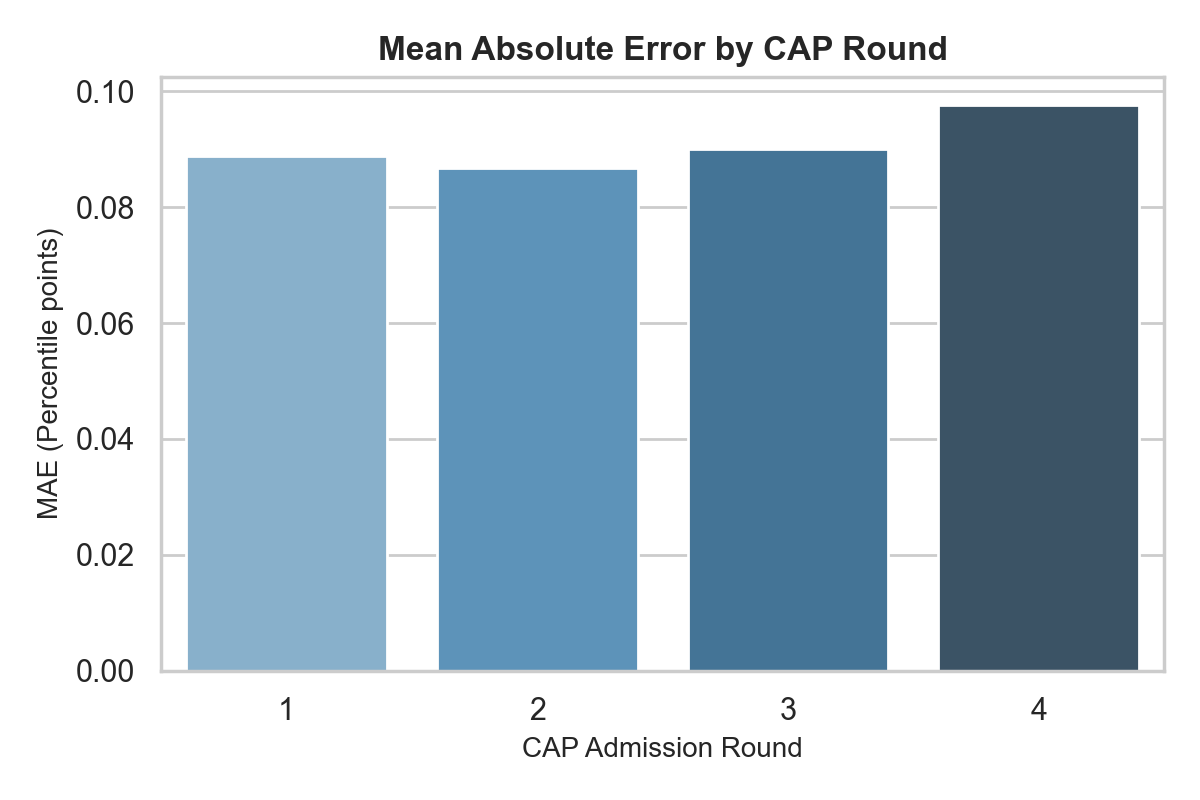 Mean Absolute Error by CAP Round
MAE (Percentile points)
0.10
0.08
0.06
0.04
0.02
0.00
1 2 3 4
CAP Admission Round